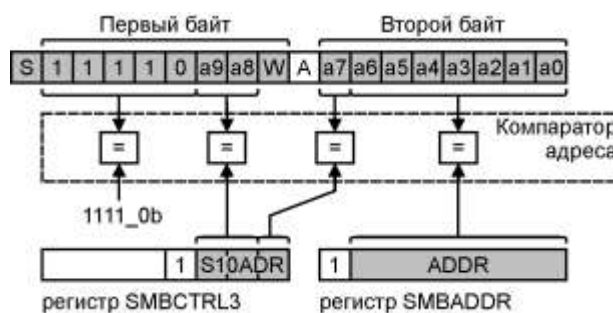 Первый байт Второй байт
S 1 1 1 1 0 a9 a8 W A a7 a6 a5 a4 a3 a2 a1 a0
= = = = Компаратор
адреса
1111_0b
1 S10ADR 1 ADDR
регистр SMBCTRL3 регистр SMBADDR